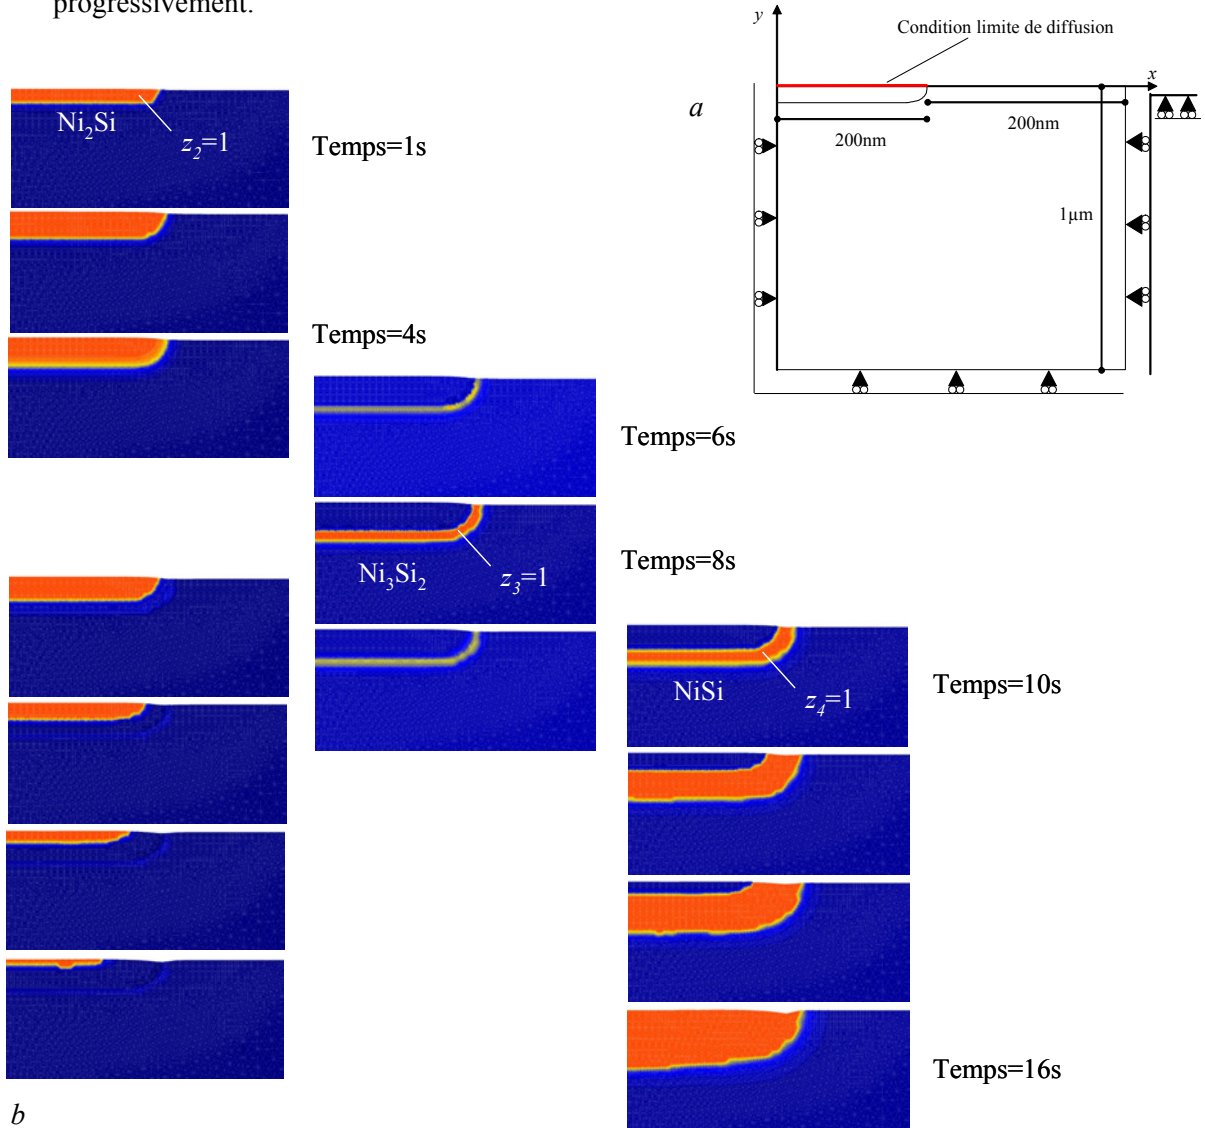 progressivement.
y
Condition limite de diffusion
x
a
200nm
200nm
1µm
Ni2Si
z2=1
Temps=1s
Temps=4s
Temps=6s
Ni3Si2
z3=1
Temps=8s
NiSi
z4=1
Temps=10s
Temps=16s
b